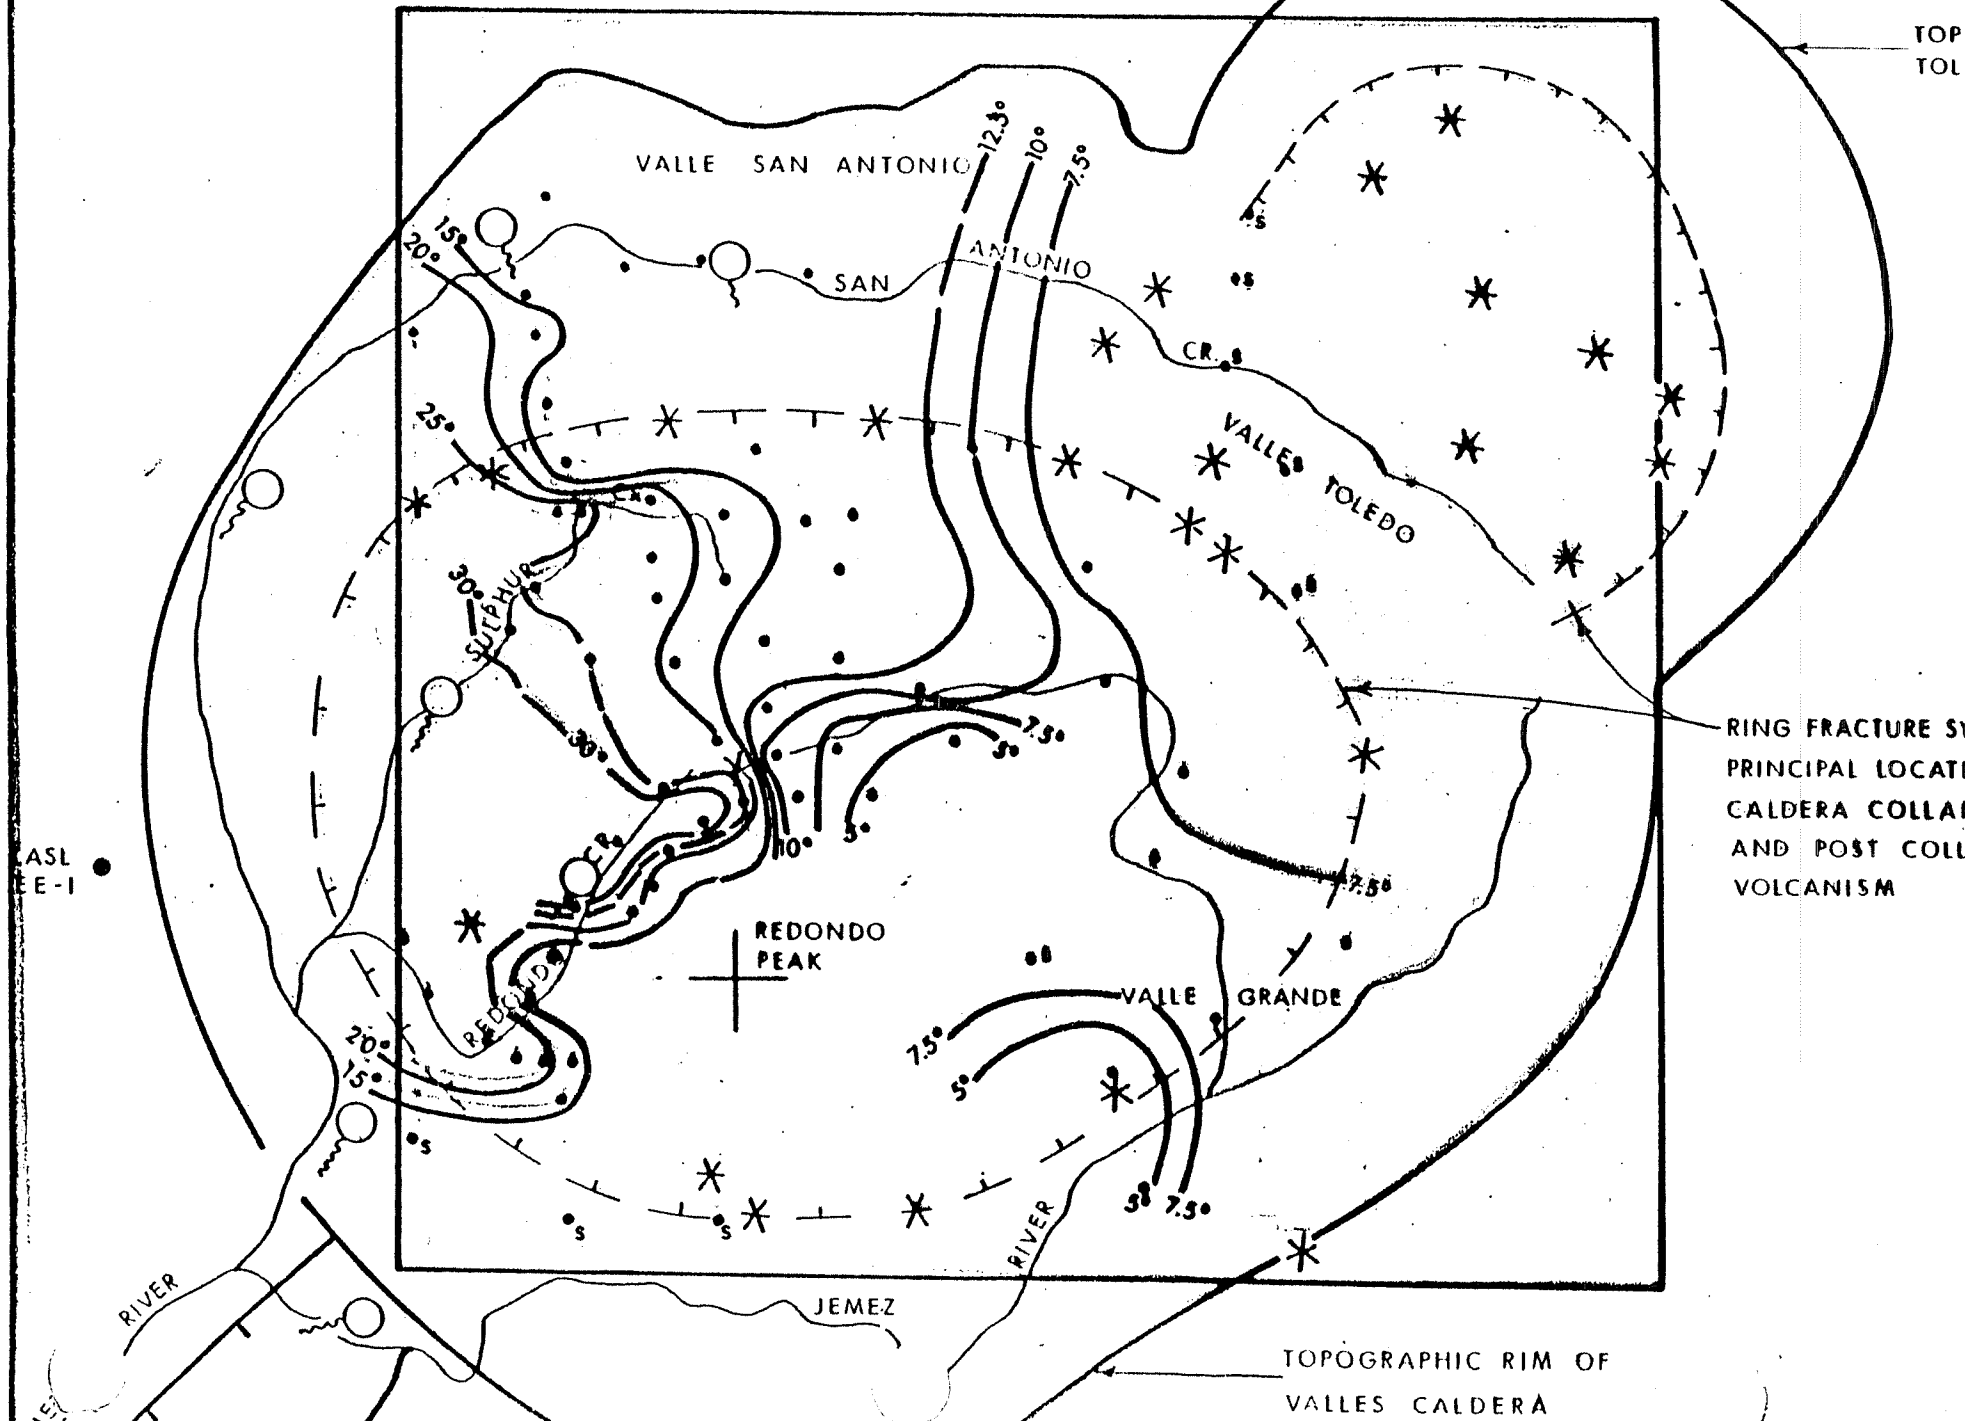 TOP
TOL
12.5°
10°
7.5°
VALLE SAN ANTONIO
15°
20°
ANTONIO
SAN
S
S
CR.
S
25°
VALLES
TOLEDO
CR.
30°
SULPHUR
RING FRACTURE SY
PRINCIPAL LOCATI
CALDERA COLLAP
AND POST COLL
VOLCANISM
7.5°
5°
30°
10°
5°
CR.
ASL
EE-1
7.5°
REDONDO
PEAK
VALLE GRANDE
REDONDO
7.5°
5°
20°
15°
S
S
S
5°
7.5°
RIVER
RIVER
JEMEZ
TOPOGRAPHIC RIM OF
VALLES CALDERA